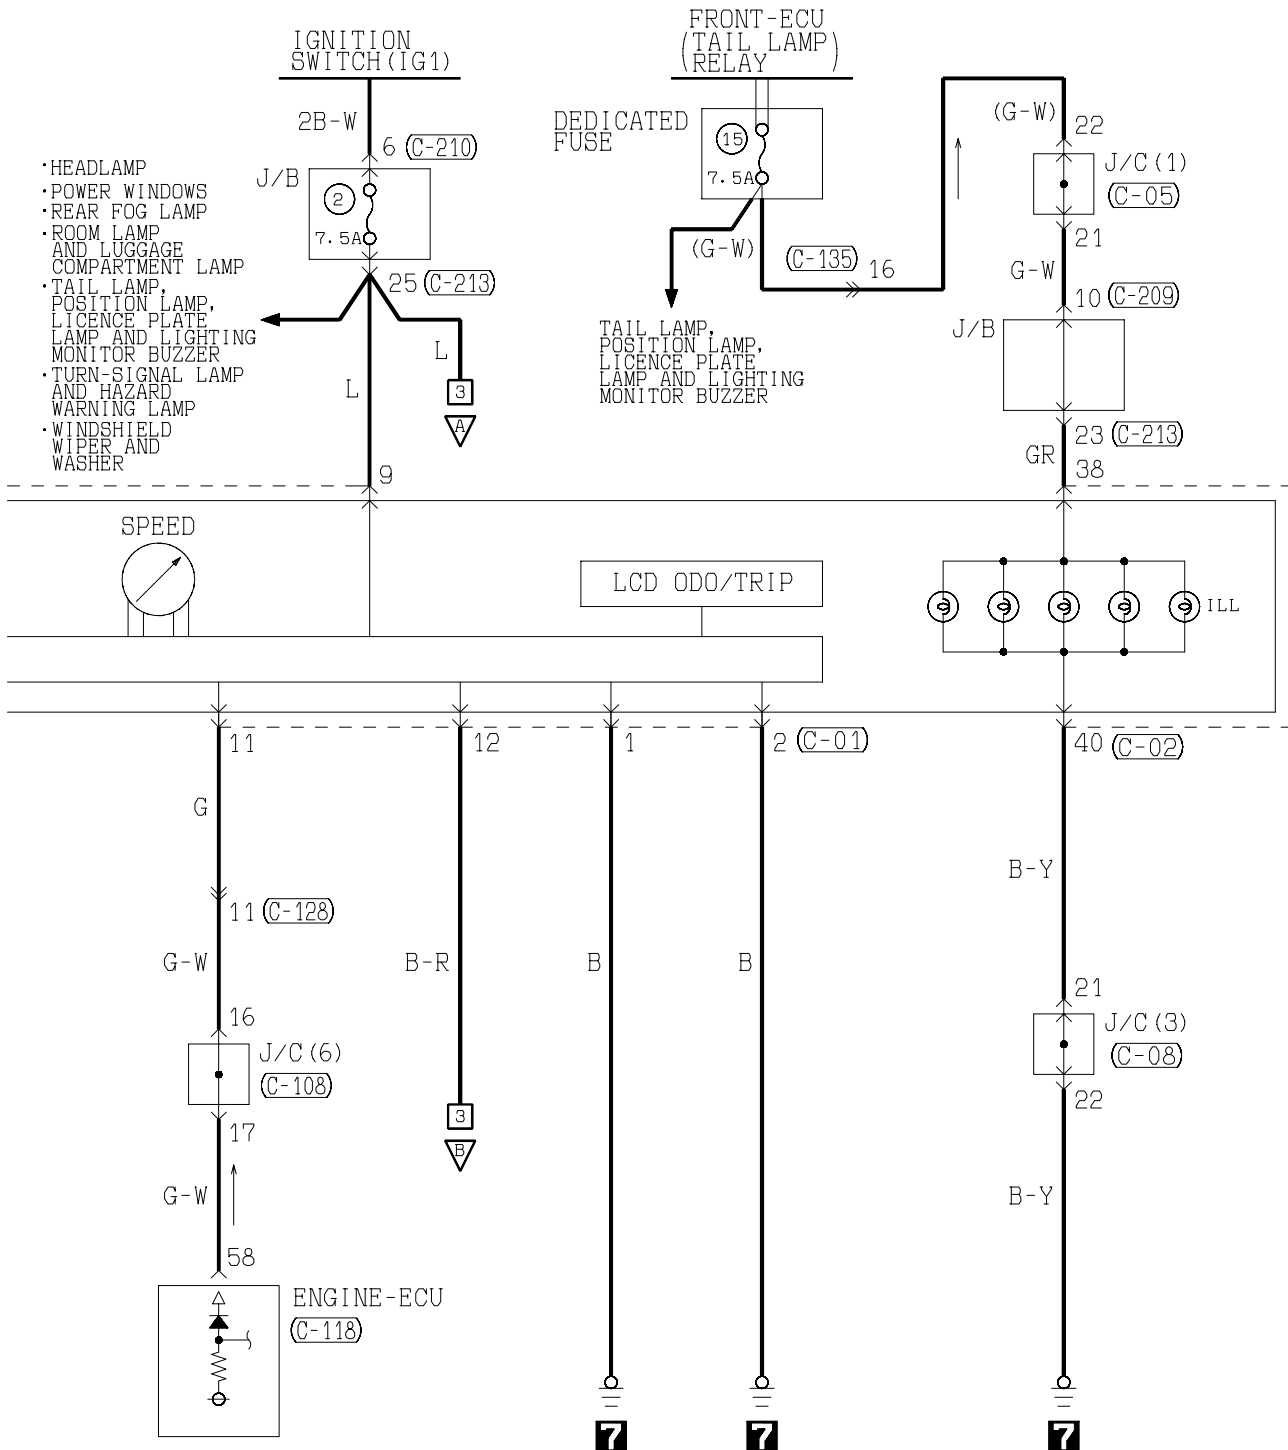 IGNITION
SWITCH(IG1)
FRONT-ECU
(TAIL LAMP)
RELAY
2B-W
6 (C-210)
J/B
2
7.5A
25 (C-213)
DEDICATED
FUSE
15
7.5A
(G-W)
(C-135) 16
(G-W)
22
J/C(1)
(C-05)
21
G-W
10 (C-209)
J/B
23 (C-213)
GR
38
·HEADLAMP
·POWER WINDOWS
·REAR FOG LAMP
·ROOM LAMP
AND LUGGAGE
COMPARTMENT LAMP
·TAIL LAMP,
POSITION LAMP,
LICENCE PLATE
LAMP AND LIGHTING
MONITOR BUZZER
·TURN-SIGNAL LAMP
AND HAZARD
WARNING LAMP
·WINDSHIELD
WIPER AND
WASHER
L
L
3
A
9
TAIL LAMP,
POSITION LAMP,
LICENCE PLATE
LAMP AND LIGHTING
MONITOR BUZZER
SPEED
LCD ODO/TRIP
ILL
11
12
1
2 (C-01)
40 (C-02)
G
11 (C-128)
G-W
B-R
B
B
B-Y
16
J/C(6)
(C-108)
17
G-W
58
ENGINE-ECU
(C-118)
3
B
21
J/C(3)
(C-08)
22
B-Y
7
7
7